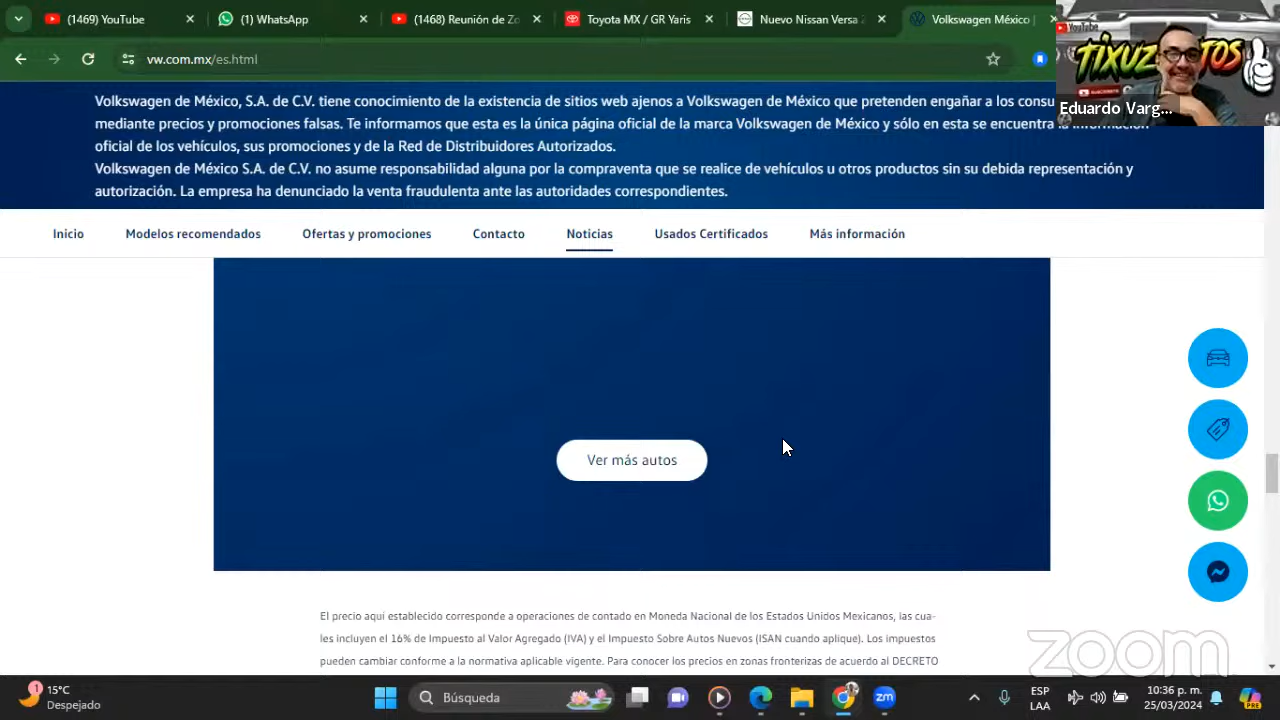 (1469) YouTube
(1) WhatsApp
(1468) Reunión de Zo
Toyota MX / GR Yaris
Nuevo Nissan Versa
Volkswagen México |
vw.com.mx/es.html
YouTube
TIXUZ TOS
Eduardo Varg...
Volkswagen de México, S.A. de C.V. tiene conocimiento de la existencia de sitios web ajenos a Volkswagen de México que pretenden engañar a los consu
mediante precios y promociones falsas. Te informamos que esta es la única página oficial de la marca Volkswagen de México y sólo en esta se encuentra la información
oficial de los vehículos, sus promociones y de la Red de Distribuidores Autorizados.
Volkswagen de México S.A. de C.V. no asume responsabilidad alguna por la compraventa que se realice de vehículos u otros productos sin su debida representación y
autorización. La empresa ha denunciado la venta fraudulenta ante las autoridades correspondientes.
Inicio Modelos recomendados Ofertas y promociones Contacto Noticias Usados Certificados Más información
Ver más autos
El precio aquí establecido corresponde a operaciones de contado en Moneda Nacional de los Estados Unidos Mexicanos, las cua-
les incluyen el 16% de Impuesto al Valor Agregado (IVA) y el Impuesto Sobre Autos Nuevos (ISAN cuando aplique). Los impuestos
pueden cambiar conforme a la normativa aplicable vigente. Para conocer los precios en zonas fronterizas de acuerdo al DECRETO
zoom
1
15°C
Despejado
Búsqueda
zm
ESP
LAA
10:36 p. m.
25/03/2024
PRE